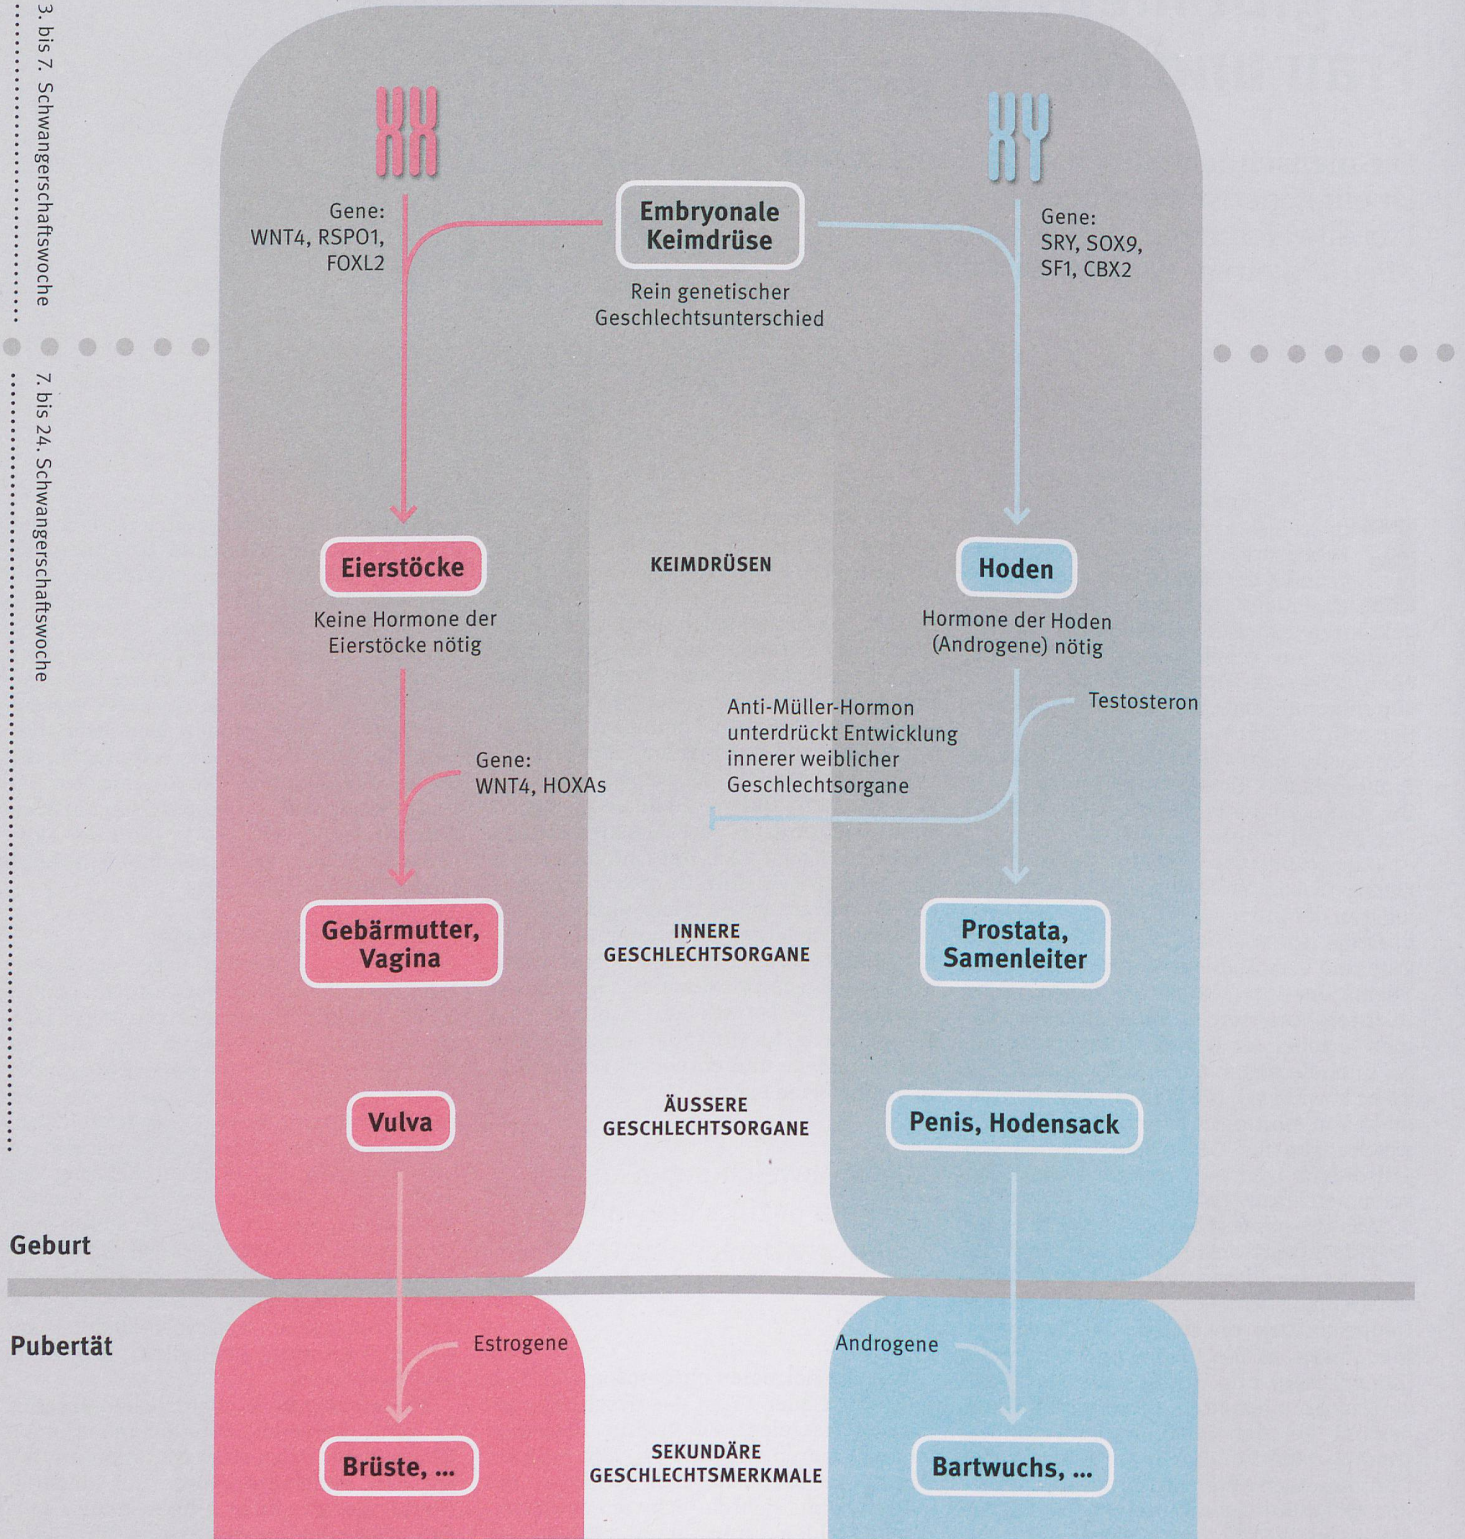 3. bis 7. Schwangerschaftswoche
XX
XY
Gene:
WNT4, RSPO1,
FOXL2
Embryonale
Keimdrüse
Rein genetischer
Geschlechtsunterschied
Gene:
SRY, SOX9,
SF1, CBX2
7. bis 24. Schwangerschaftswoche
Eierstöcke
KEIMDRÜSEN
Hoden
Keine Hormone der
Eierstöcke nötig
Hormone der Hoden
(Androgene) nötig
Testosteron
Anti-Müller-Hormon
unterdrückt Entwicklung
innerer weiblicher
Geschlechtsorgane
Gene:
WNT4, HOXAs
Gebärmutter,
Vagina
INNERE
GESCHLECHTSORGANE
Prostata,
Samenleiter
Vulva
ÄUSSERE
GESCHLECHTSORGANE
Penis, Hodensack
Geburt
Pubertät
Estrogene
Androgene
Brüste, ...
SEKUNDÄRE
GESCHLECHTSMERKMALE
Bartwuchs, ...